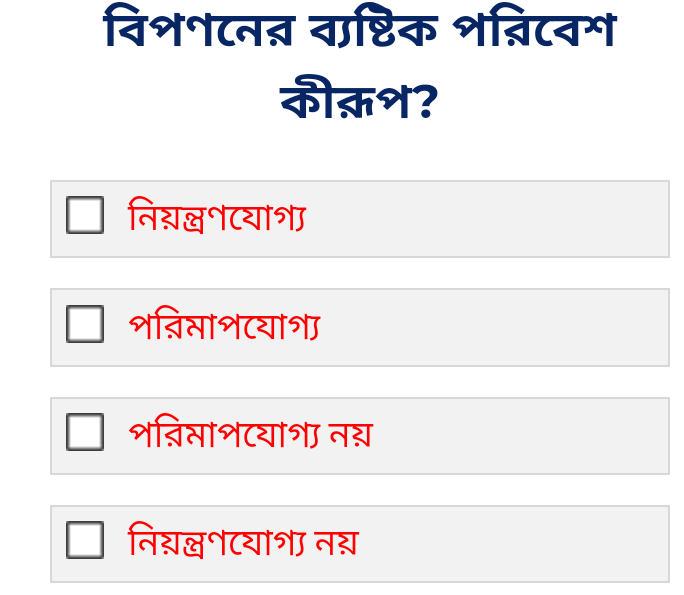 বিপণনের ব্যষ্টিক পরিবেশ
কীরূপ?
নিয়ন্ত্রণযোগ্য
পরিমাপযোগ্য
পরিমাপযোগ্য নয়
নিয়ন্ত্রণযোগ্য নয়